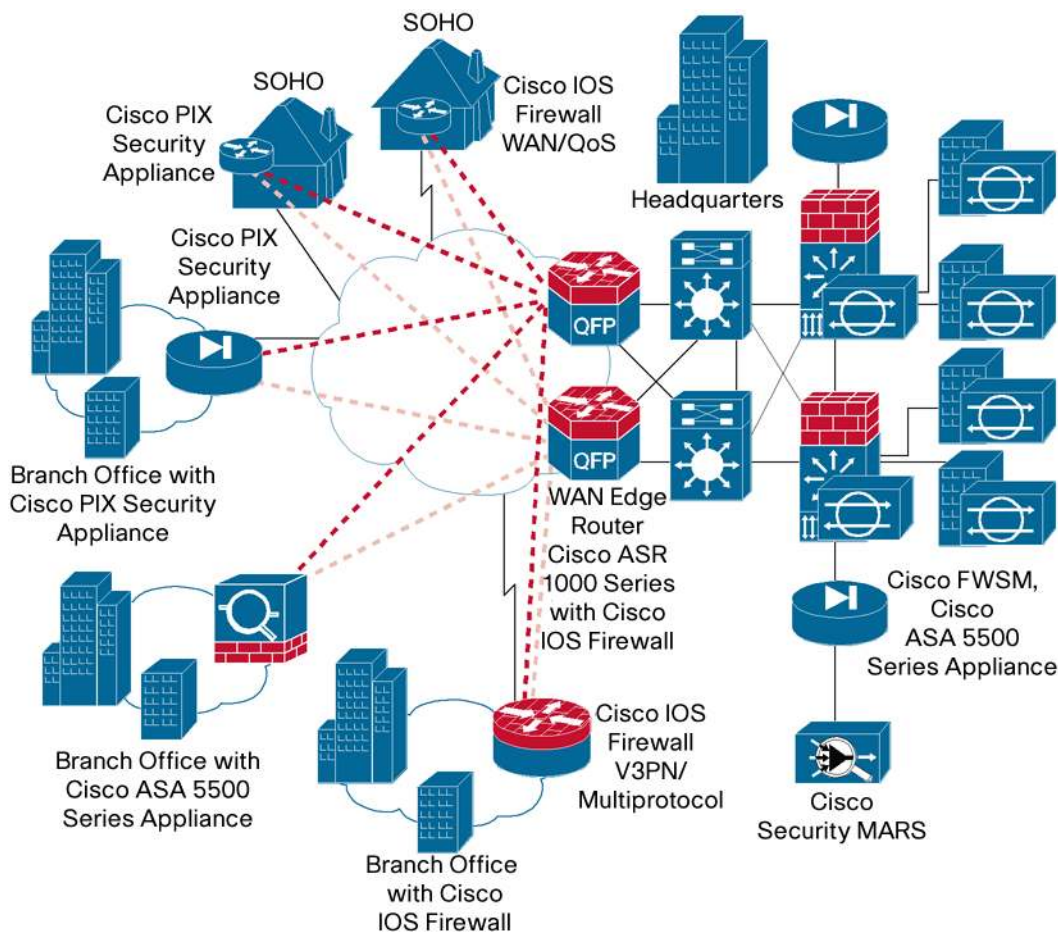 SOHO
SOHO
Cisco PIX
Security
Appliance
Cisco IOS
Firewall
WAN/QoS
Headquarters
Cisco PIX
Security
Appliance
QFP
Branch Office with
Cisco PIX Security
Appliance
QFP
WAN Edge
Router
Cisco ASR
1000 Series
with Cisco
IOS Firewall
Cisco FWSM,
Cisco
ASA 5500
Series Appliance
Branch Office with
Cisco ASA 5500
Series Appliance
Cisco IOS
Firewall
V3PN/
Multiprotocol
Cisco
Security MARS
Branch Office
with Cisco
IOS Firewall